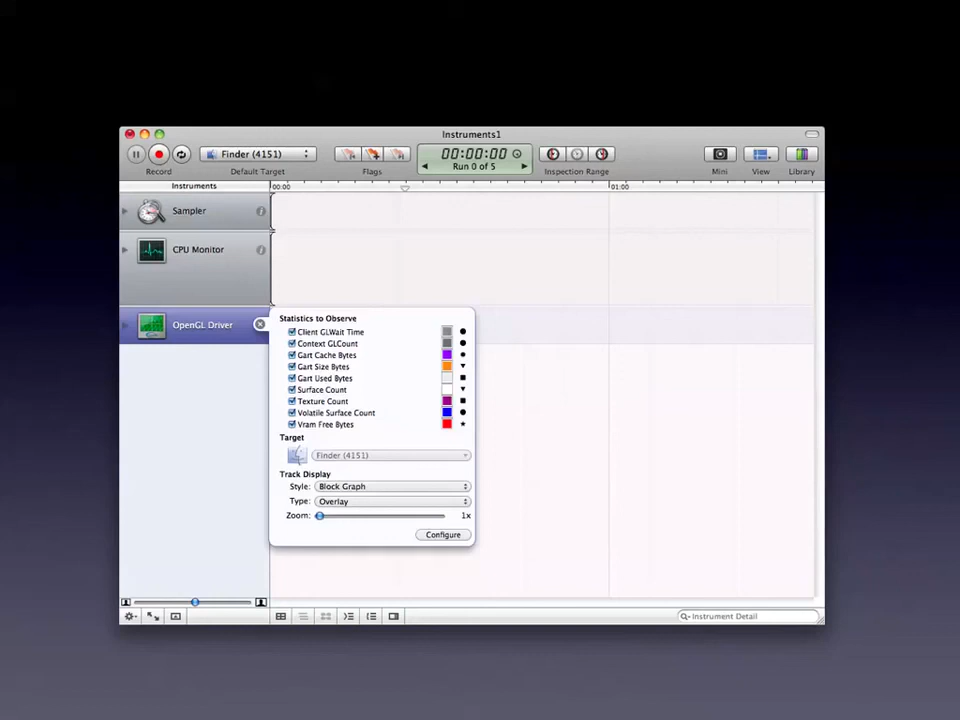 Instruments1
Finder (4151)
00:00:00
Run 0 of 5
Record
Default Target
Flags
Inspection Range
Mini
View
Library
Instruments
00:00
01:00
Sampler
CPU Monitor
OpenGL Driver
Statistics to Observe
Client GLWait Time
Context GLCount
Gart Cache Bytes
Gart Size Bytes
Gart Used Bytes
Surface Count
Texture Count
Volatile Surface Count
Vram Free Bytes
Target
Finder (4151)
Track Display
Style: Block Graph
Type: Overlay
Zoom: 1x
Configure
Instrument Detail